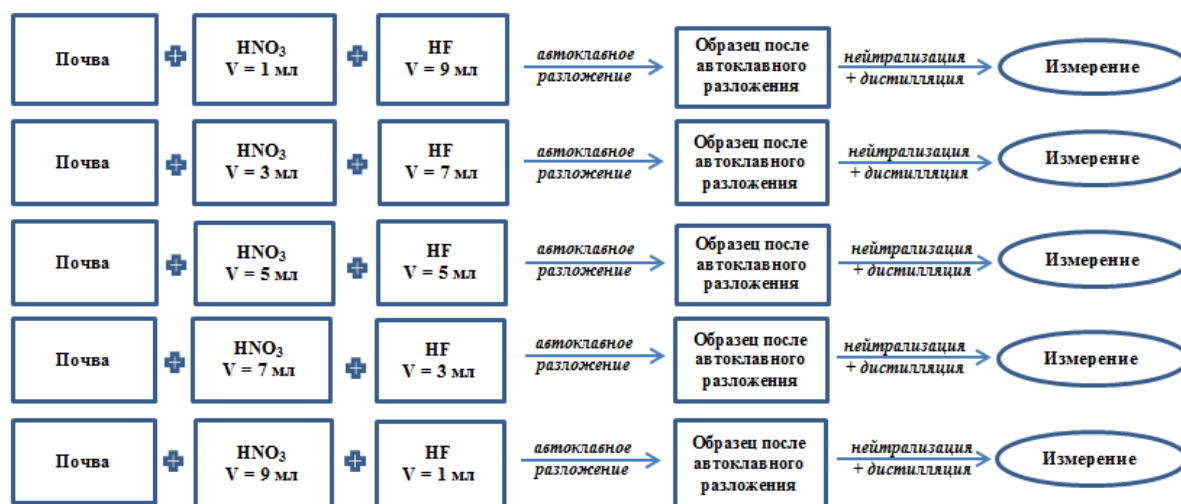 Почва
HNO₃
V = 1 мл
HF
V = 9 мл
автоклавное
разложение
Образец после
автоклавного
разложения
нейтрализация
+ дистилляция
Измерение
Почва
HNO₃
V = 3 мл
HF
V = 7 мл
автоклавное
разложение
Образец после
автоклавного
разложения
нейтрализация
+ дистилляция
Измерение
Почва
HNO₃
V = 5 мл
HF
V = 5 мл
автоклавное
разложение
Образец после
автоклавного
разложения
нейтрализация
+ дистилляция
Измерение
Почва
HNO₃
V = 7 мл
HF
V = 3 мл
автоклавное
разложение
Образец после
автоклавного
разложения
нейтрализация
+ дистилляция
Измерение
Почва
HNO₃
V = 9 мл
HF
V = 1 мл
автоклавное
разложение
Образец после
автоклавного
разложения
нейтрализация
+ дистилляция
Измерение